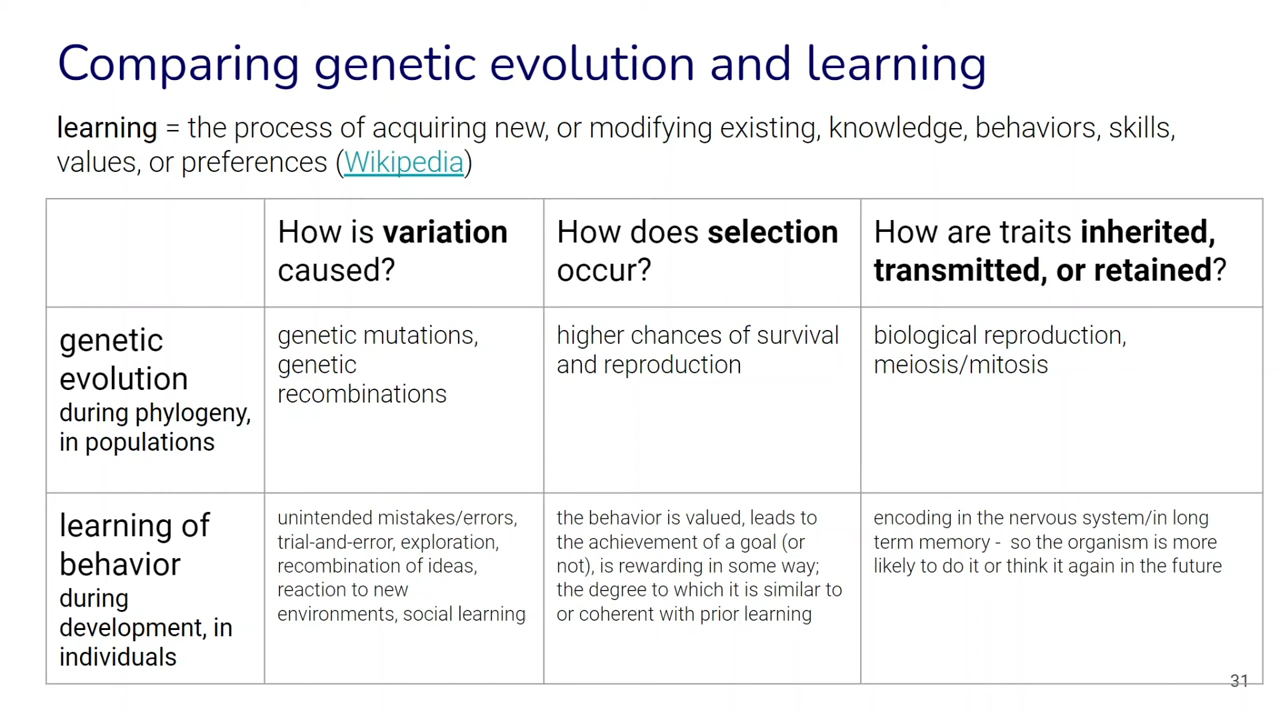 Comparing genetic evolution and learning
learning = the process of acquiring new, or modifying existing, knowledge, behaviors, skills,
values, or preferences (Wikipedia)
How is variation
caused?
How does selection
occur?
How are traits inherited,
transmitted, or retained?
genetic
evolution
during phylogeny,
in populations
genetic mutations,
genetic
recombinations
higher chances of survival
and reproduction
biological reproduction,
meiosis/mitosis
learning of
behavior
during
development, in
individuals
unintended mistakes/errors,
trial-and-error, exploration,
recombination of ideas,
reaction to new
environments, social learning
the behavior is valued, leads to
the achievement of a goal (or
not), is rewarding in some way;
the degree to which it is similar to
or coherent with prior learning
encoding in the nervous system/in long
term memory - so the organism is more
likely to do it or think it again in the future
31